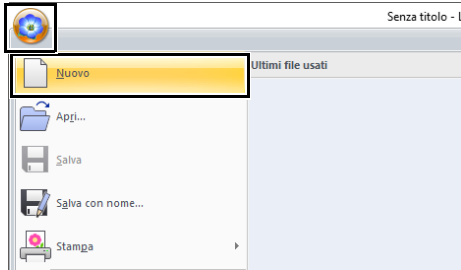 Senza titolo - L
Nuovo
Ultimi file usati
Apri...
Salva
Salva con nome...
Stampa